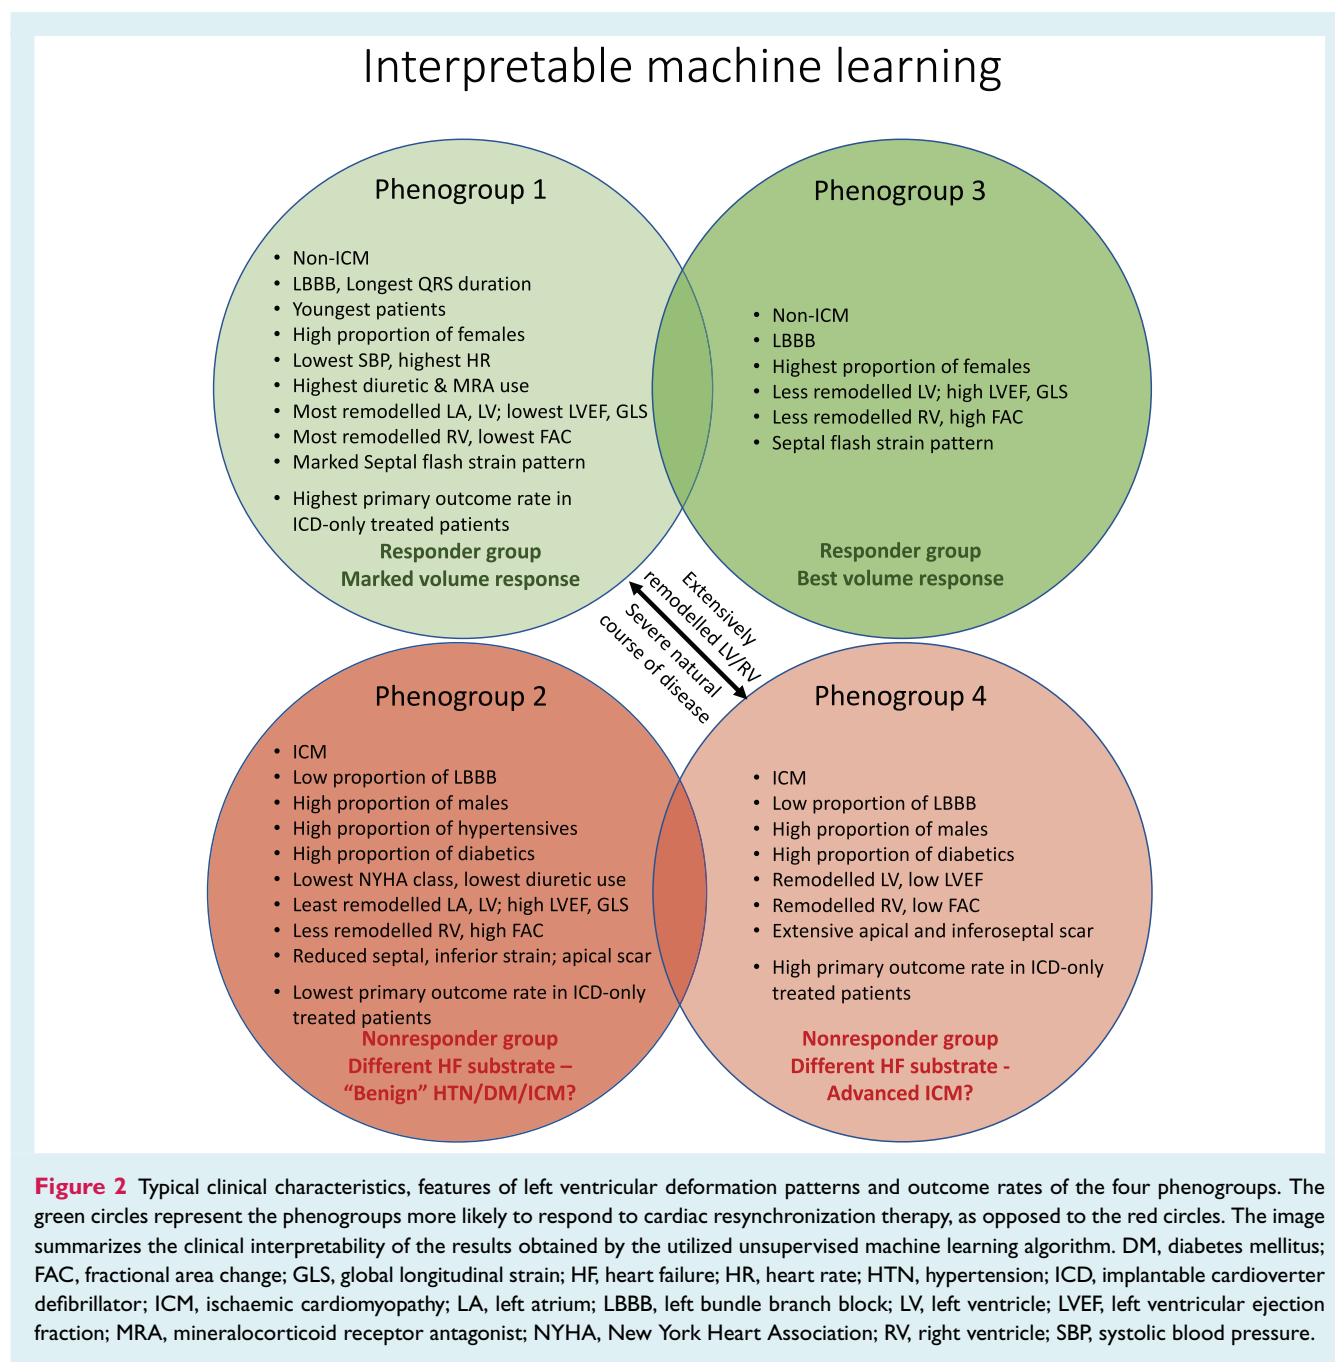 Interpretable machine learning
Phenogroup 1
• Non-ICM
• LBBB, Longest QRS duration
• Youngest patients
• High proportion of females
• Lowest SBP, highest HR
• Highest diuretic & MRA use
• Most remodelled LA, LV; lowest LVEF, GLS
• Most remodelled RV, lowest FAC
• Marked Septal flash strain pattern
• Highest primary outcome rate in
ICD-only treated patients
Responder group
Marked volume response
Phenogroup 3
• Non-ICM
• LBBB
• Highest proportion of females
• Less remodelled LV; high LVEF, GLS
• Less remodelled RV, high FAC
• Septal flash strain pattern
Responder group
Best volume response
Extensively
remodelled LV/RV
Severe natural
course of disease
Phenogroup 2
• ICM
• Low proportion of LBBB
• High proportion of males
• High proportion of hypertensives
• High proportion of diabetics
• Lowest NYHA class, lowest diuretic use
• Least remodelled LA, LV; high LVEF, GLS
• Less remodelled RV, high FAC
• Reduced septal, inferior strain; apical scar
• Lowest primary outcome rate in ICD-only
treated patients
Nonresponder group
Different HF substrate –
“Benign” HTN/DM/ICM?
Phenogroup 4
• ICM
• Low proportion of LBBB
• High proportion of males
• High proportion of diabetics
• Remodelled LV, low LVEF
• Remodelled RV, low FAC
• Extensive apical and inferoseptal scar
• High primary outcome rate in ICD-only
treated patients
Nonresponder group
Different HF substrate -
Advanced ICM?
Figure 2 Typical clinical characteristics, features of left ventricular deformation patterns and outcome rates of the four phenogroups. The
green circles represent the phenogroups more likely to respond to cardiac resynchronization therapy, as opposed to the red circles. The image
summarizes the clinical interpretability of the results obtained by the utilized unsupervised machine learning algorithm. DM, diabetes mellitus;
FAC, fractional area change; GLS, global longitudinal strain; HF, heart failure; HR, heart rate; HTN, hypertension; ICD, implantable cardioverter
defibrillator; ICM, ischaemic cardiomyopathy; LA, left atrium; LBBB, left bundle branch block; LV, left ventricle; LVEF, left ventricular ejection
fraction; MRA, mineralocorticoid receptor antagonist; NYHA, New York Heart Association; RV, right ventricle; SBP, systolic blood pressure.